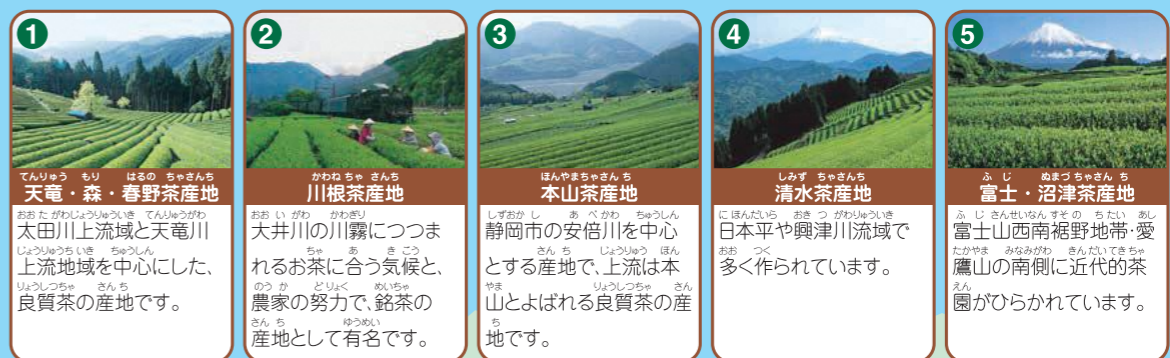 1
てんりゅう もり はるの ちゃさんち
天竜・森・春野茶産地
おおたがわじょうりゅういき てんりゅうがわ
太田川上流域と天竜川
じょうりゅうちいき ちゅうしん
上流地域を中心にした、
りょうしつちゃ さんち
良質茶の産地です。
2
かわね ちゃ さんち
川根茶産地
おおいがわ かわぎり
大井川の川霧につつま
ちゃ あ きこう
れるお茶に合う気候と、
のうか どりょく めいちゃ
農家の努力で、銘茶の
さんち ゆうめい
産地として有名です。
3
ほんやまちゃさんち
本山茶産地
しずおかし あべかわ ちゅうしん
静岡市の安倍川を中心
さんち じょうりゅう ほん
とする産地で、上流は本
やま りょうしつちゃ さん
山とよばれる良質茶の産
ち
地です。
4
しみず ちゃさんち
清水茶産地
にほんだいら おきつがわりゅういき
日本平や興津川流域で
おお つく
多く作られています。
5
ふじ ぬまづちゃさんち
富士・沼津茶産地
ふじさんせいなんすその ちたい あし
富士山西南裾野地帯・愛
たかやま みなみがわ きんだいてきちゃ
鷹山の南側に近代的茶
えん
園がひらかれています。